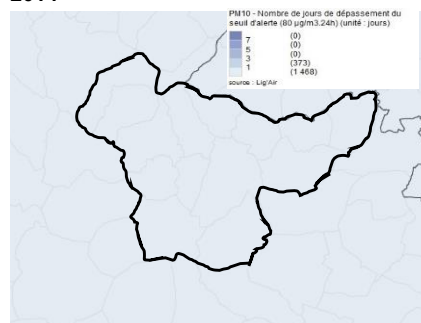 PM10 - Nombre de jours de dépassement du
seuil d'alerte (80 µg/m3.24h) (unité : jours)
7 (0)
5 (0)
3 (0)
1 (373)
(1 468)
source : Lig'Air